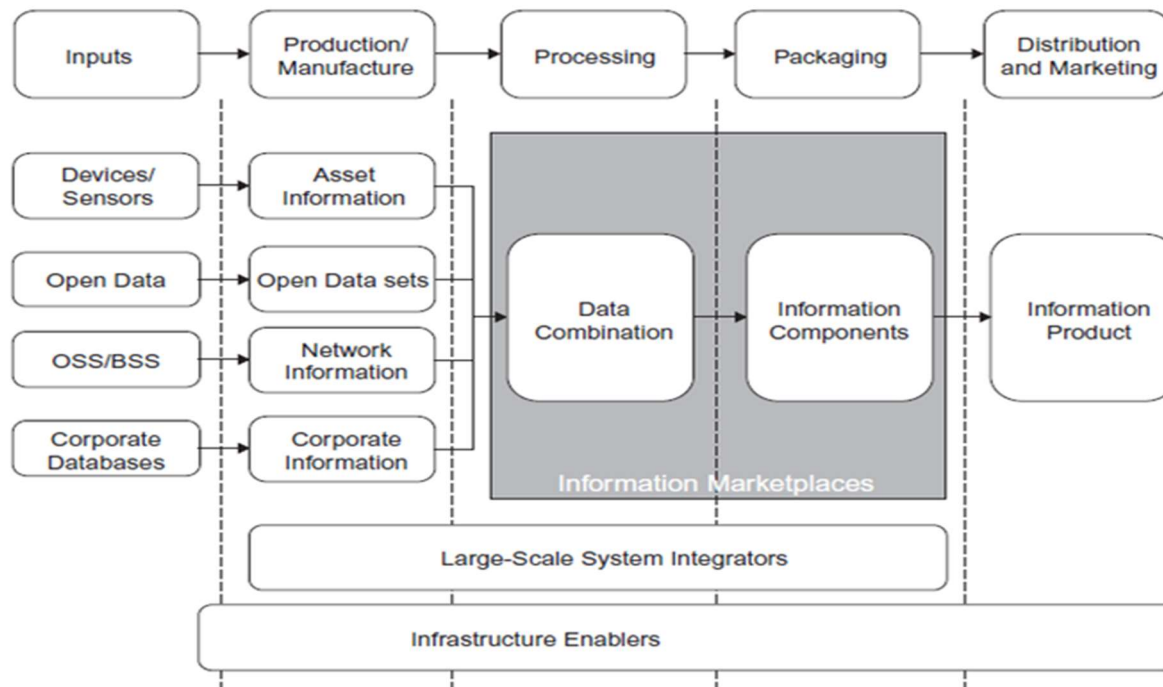 Inputs
Production/
Manufacture
Processing
Packaging
Distribution
and Marketing
Devices/
Sensors
Asset
Information
Open Data
Open Data sets
OSS/BSS
Network
Information
Corporate
Databases
Corporate
Information
Data
Combination
Information
Components
Information
Product
Information Marketplaces
Large-Scale System Integrators
Infrastructure Enablers